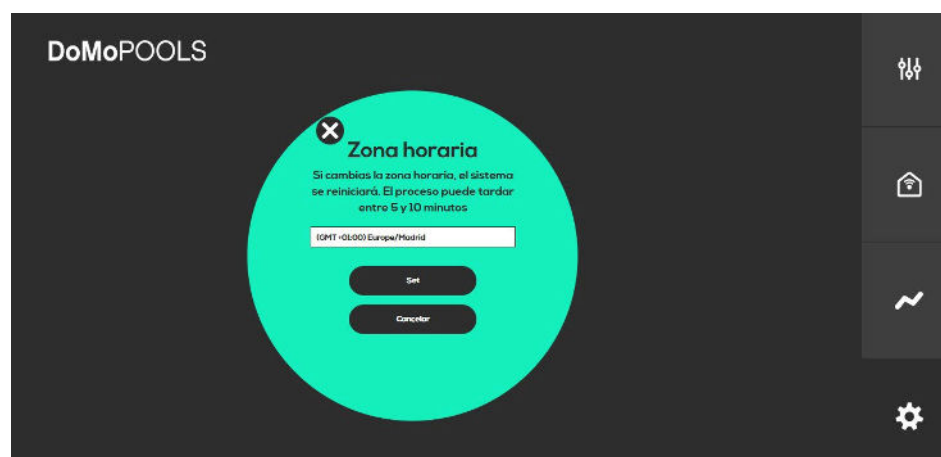 DoMoPOOLS
Zona horaria
Si cambias la zona horaria, el sistema
se reiniciará. El proceso puede tardar
entre 5 y 10 minutos
(GMT +01:00) Europe/Madrid
Set
Cancelar